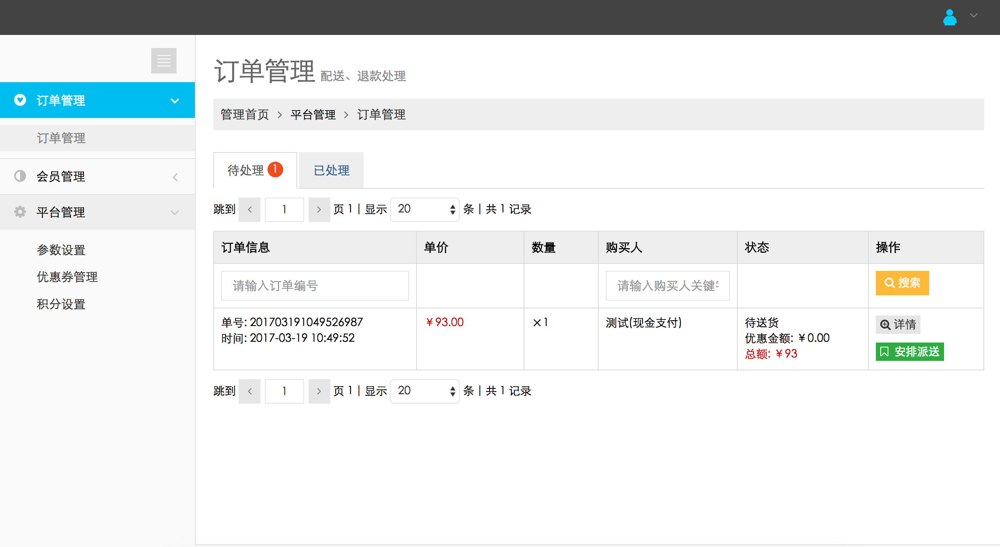 订单管理
订单管理
会员管理
平台管理
参数设置
优惠券管理
积分设置
订单管理 配送、退款处理
管理首页 > 平台管理 > 订单管理
待处理 1 已处理
跳到 < 1 > 页 1 | 显示 20 条 | 共 1 记录
订单信息 单价 数量 购买人 状态 操作
请输入订单编号 请输入购买人关键 搜索
单号: 201703191049526987 ￥93.00 ×1 测试(现金支付) 待送货 详情
时间: 2017-03-19 10:49:52 优惠金额: ￥0.00
总额: ￥93 安排派送
跳到 < 1 > 页 1 | 显示 20 条 | 共 1 记录